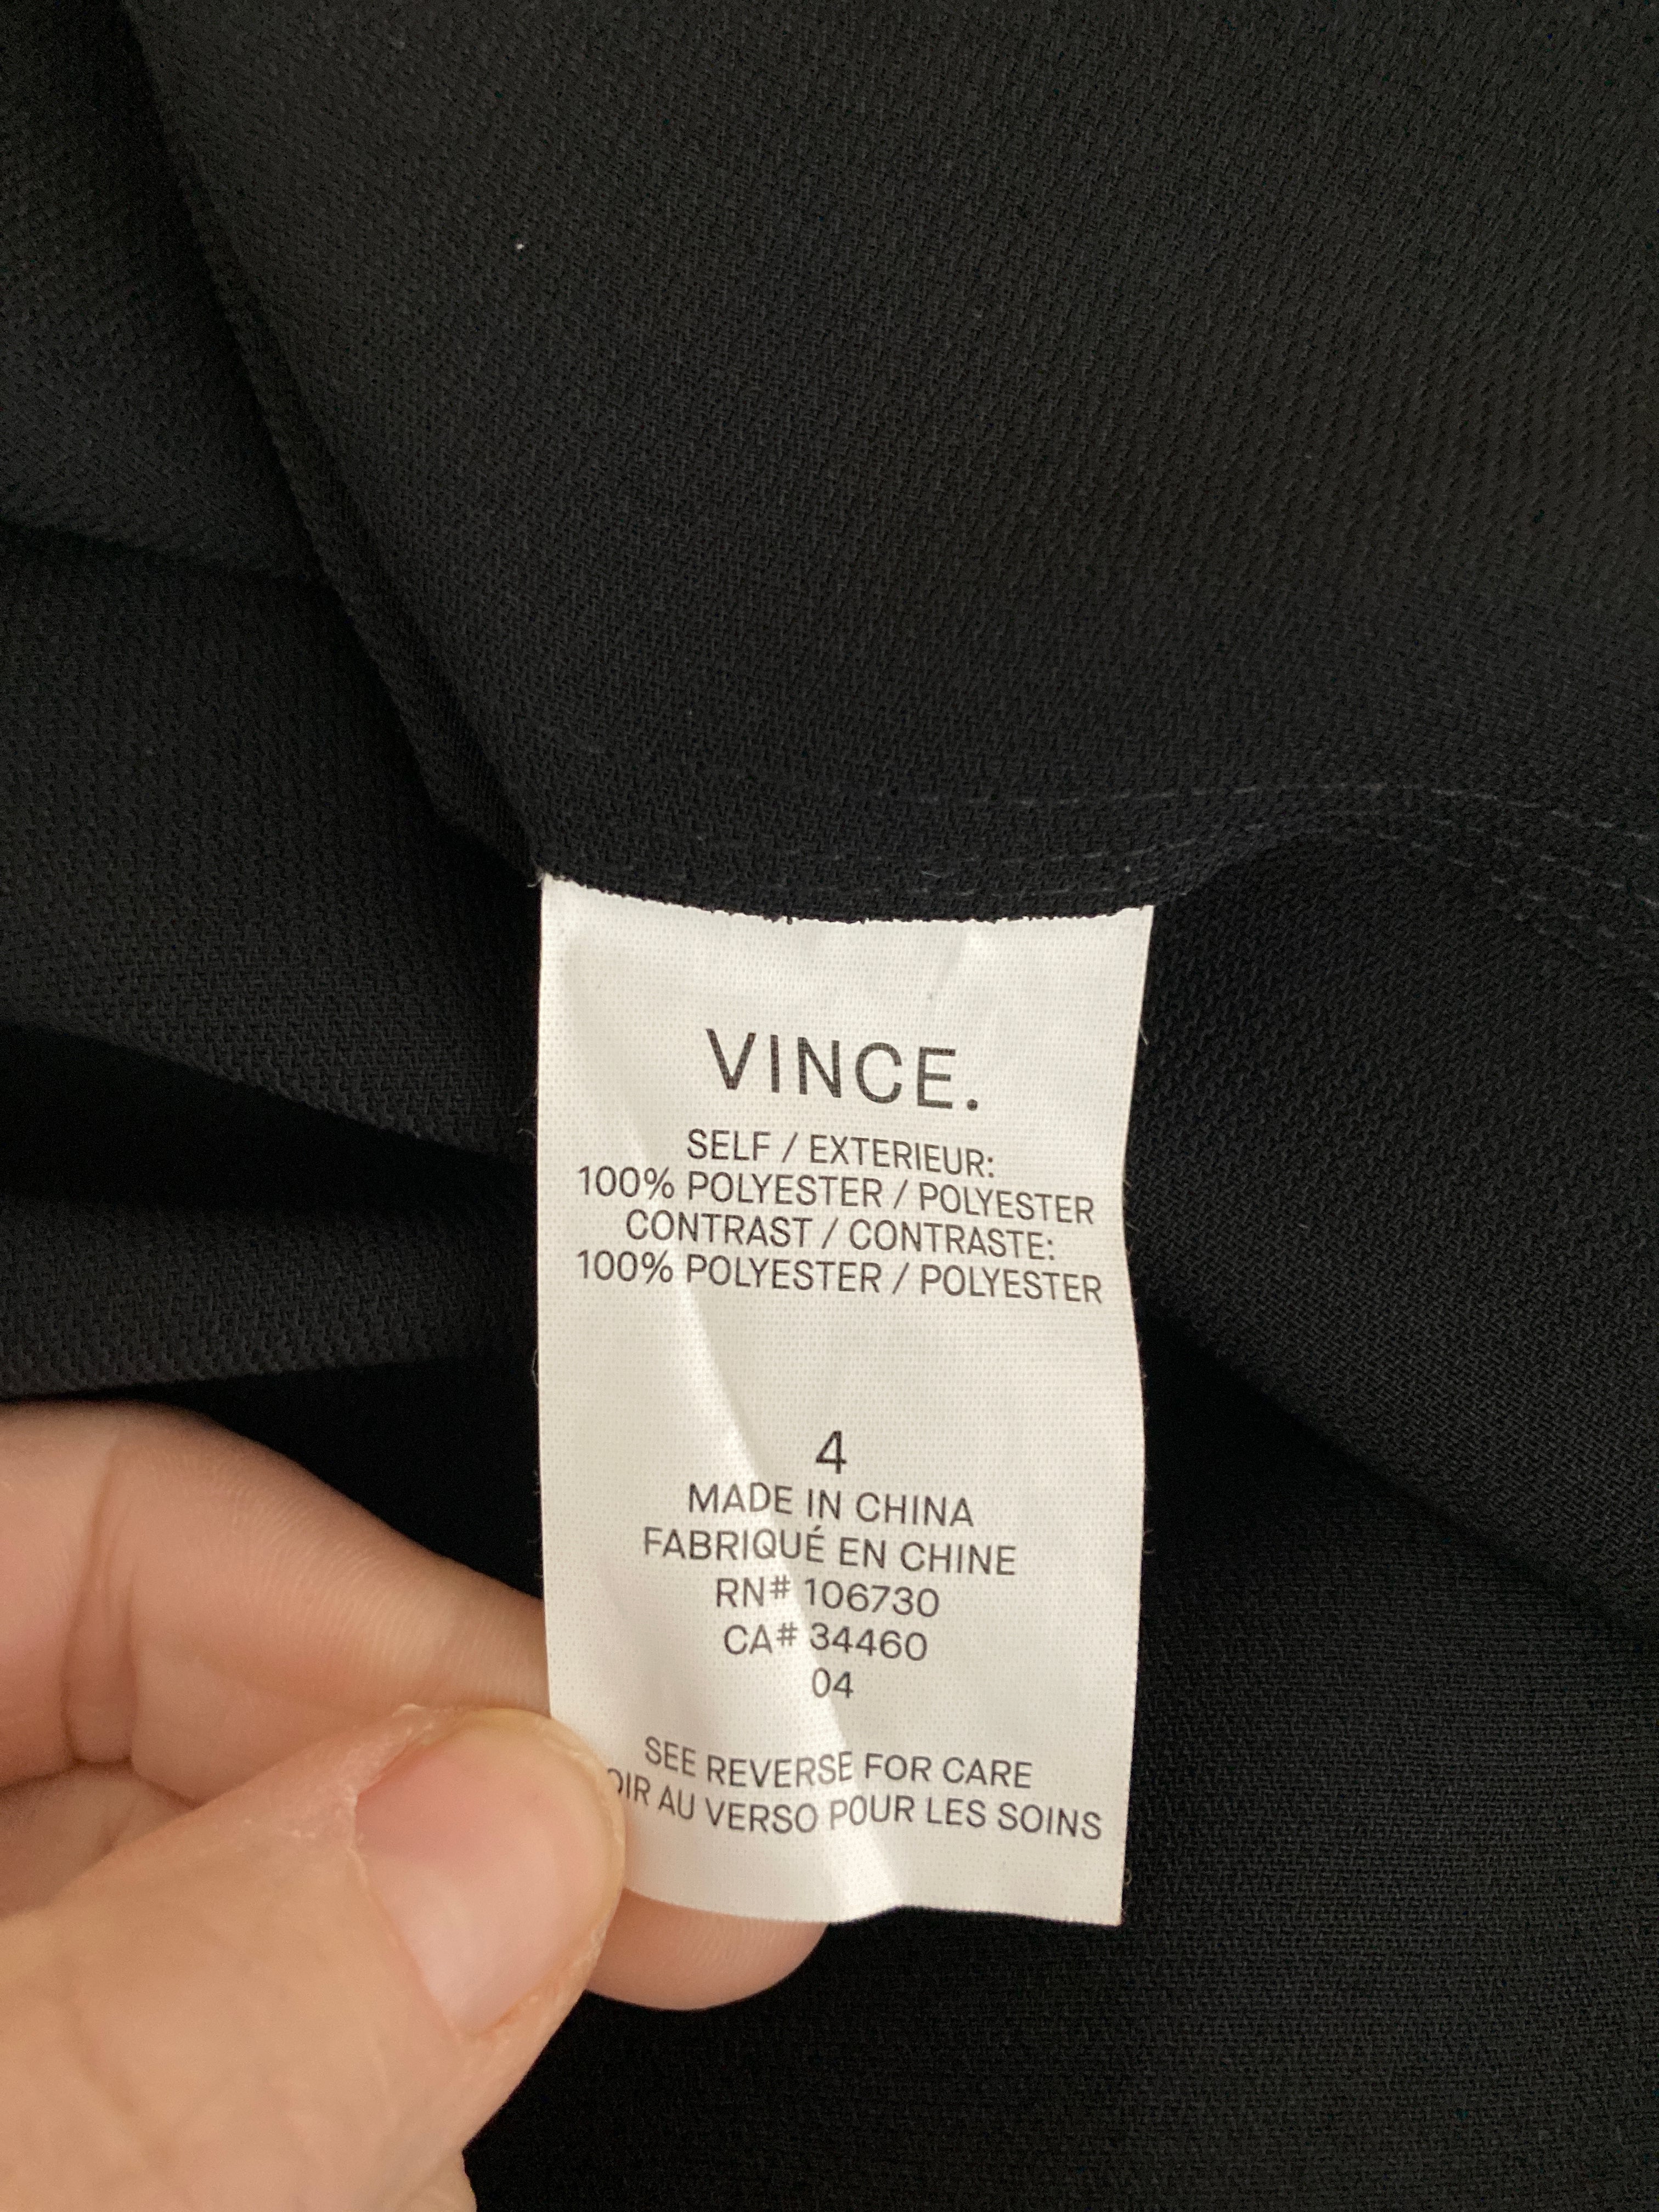 VINCE.
SELF / EXTERIEUR:
100% POLYESTER / POLYESTER
CONTRAST / CONTRASTE:
100% POLYESTER / POLYESTER
4
MADE IN CHINA
FABRIQUÉ EN CHINE
RN# 106730
CA# 34460
04
SEE REVERSE FOR CARE
AU VERSO POUR LES SOINS